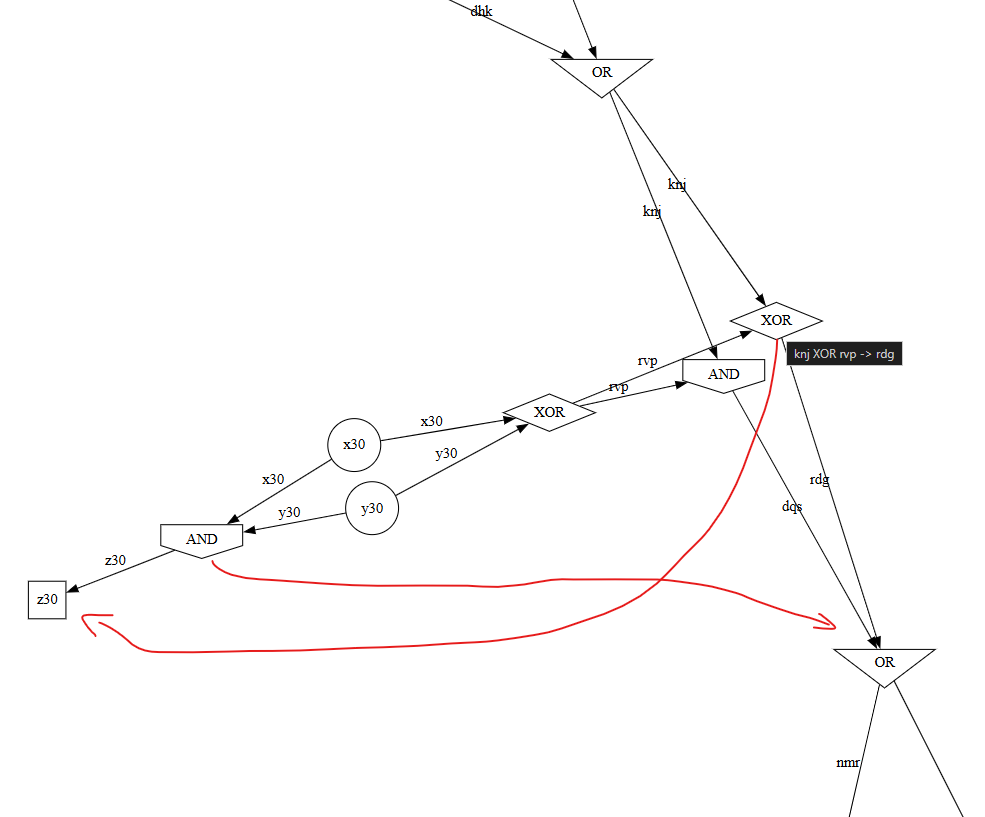 dhk
OR
knj
knj
XOR
knj XOR rvp -> rdg
rvp
AND
rvp
XOR
x30
x30
y30
x30
rdg
y30
y30
dqs
AND
z30
z30
OR
nmr